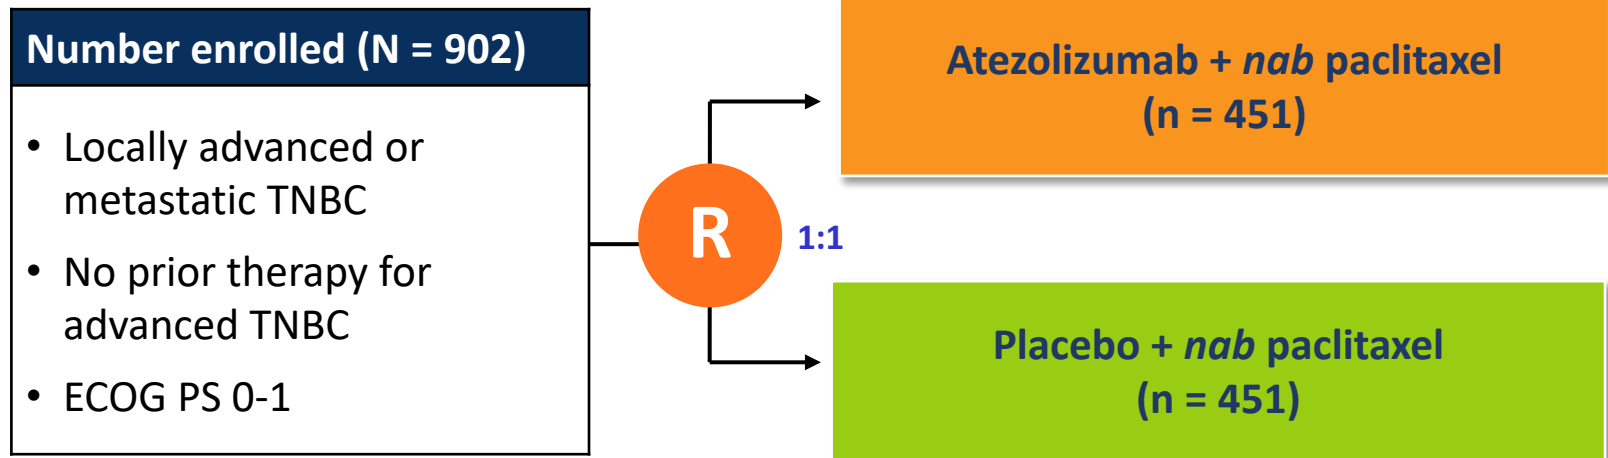 Number enrolled (N = 902)
• Locally advanced or
metastatic TNBC
• No prior therapy for
advanced TNBC
• ECOG PS 0-1
R
1:1
Atezolizumab + nab paclitaxel
(n = 451)
Placebo + nab paclitaxel
(n = 451)